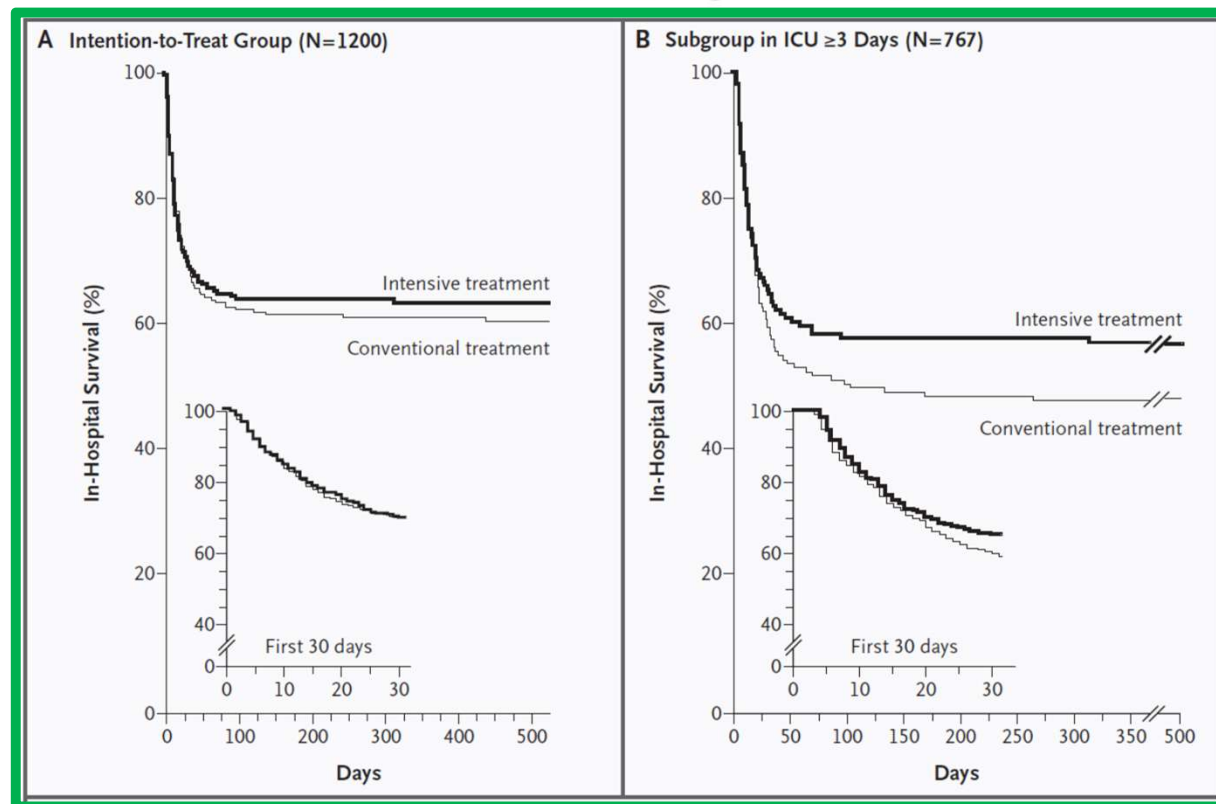 A Intention-to-Treat Group (N=1200)
100
80
60
40
20
0
In-Hospital Survival (%)
Intensive treatment
Conventional treatment
100
80
60
40
0
First 30 days
0 10 20 30
0 100 200 300 400 500
Days
B Subgroup in ICU ≥3 Days (N=767)
100
80
60
40
20
0
In-Hospital Survival (%)
Intensive treatment
Conventional treatment
100
80
60
40
0
First 30 days
0 10 20 30
0 50 100 150 200 250 300 350 500
Days